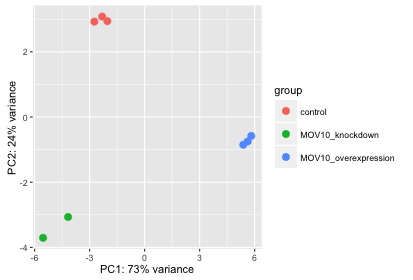 2
0
-2
-4
-6
-3
0
3
6
PC1: 73% variance
PC2: 24% variance
group
control
MOV10_knockdown
MOV10_overexpression